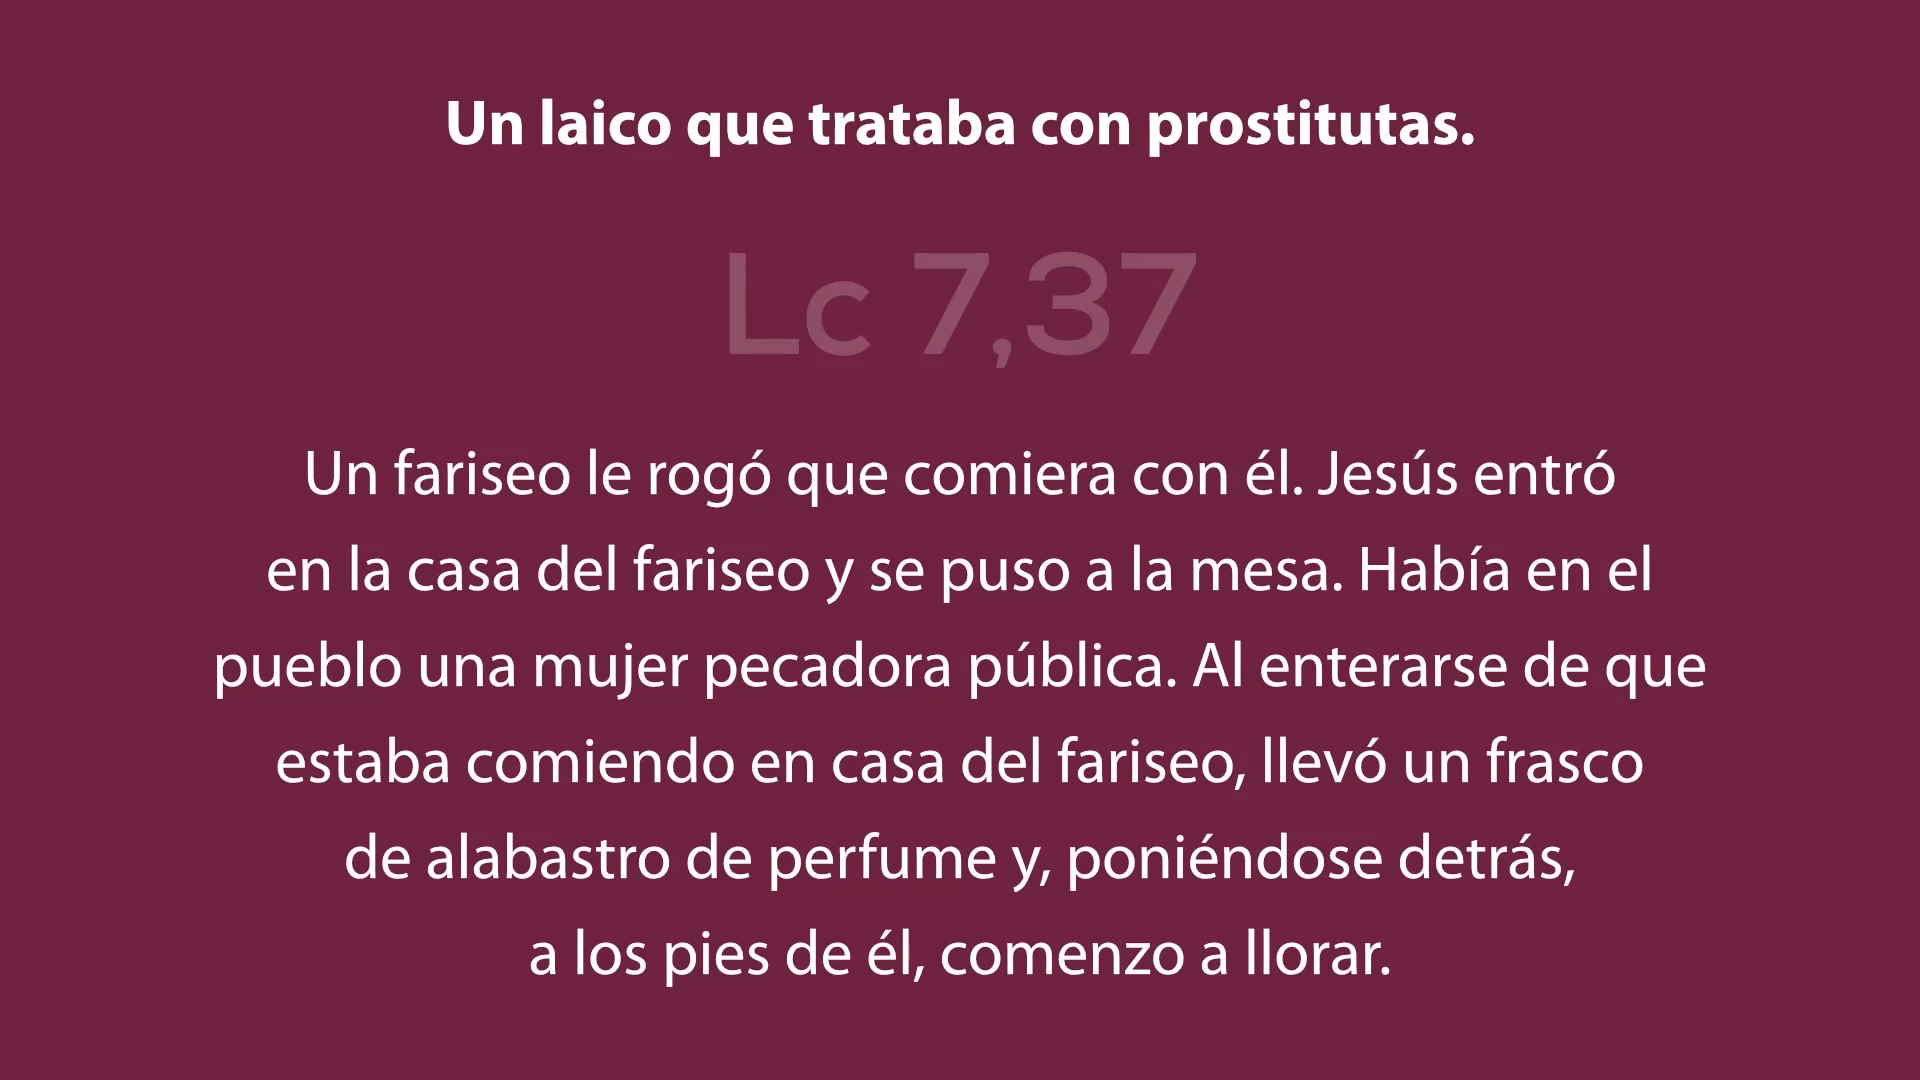 Un laico que trataba con prostitutas.
Lc 7,37
Un fariseo le rogó que comiera con él. Jesús entró
en la casa del fariseo y se puso a la mesa. Había en el
pueblo una mujer pecadora pública. Al enterarse de que
estaba comiendo en casa del fariseo, llevó un frasco
de alabastro de perfume y, poniéndose detrás,
a los pies de él, comenzo a llorar.